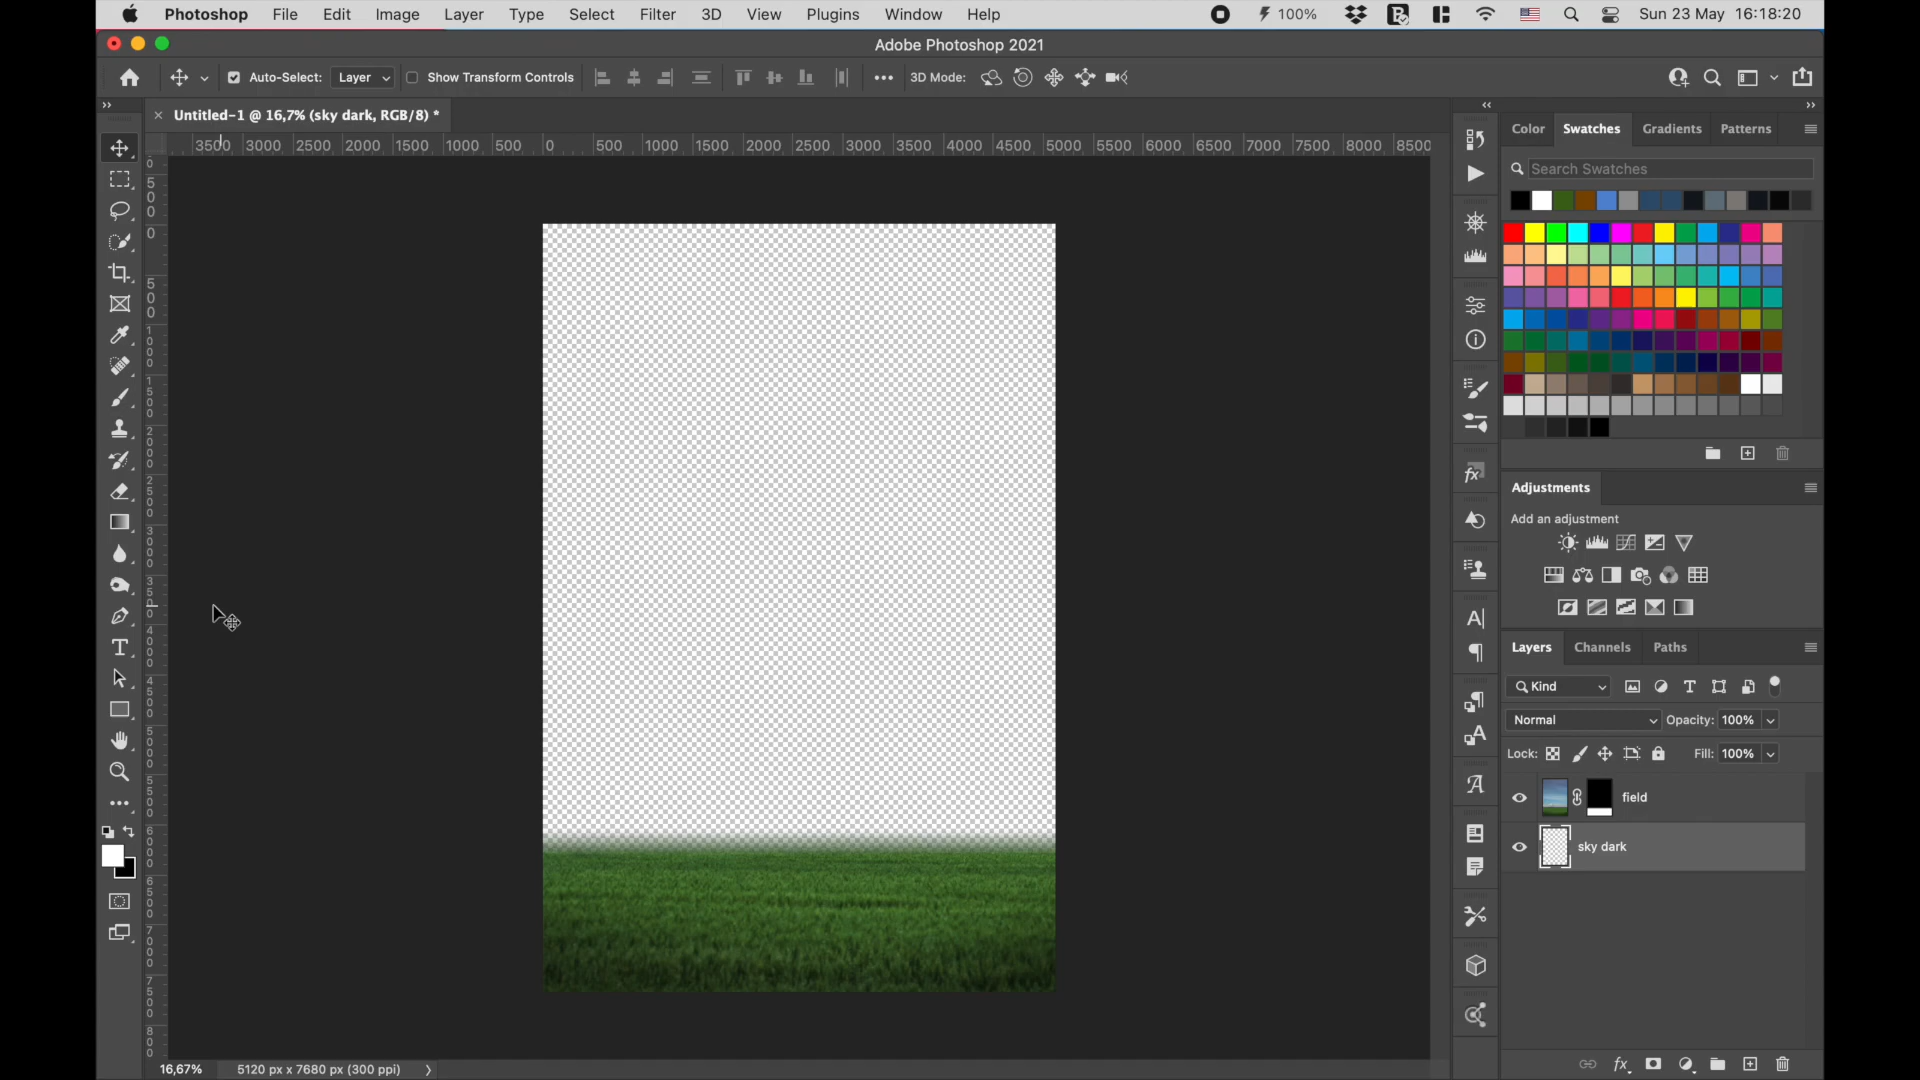 Photoshop File Edit Image Layer Type Select Filter 3D View Plugins Window Help 100% Sun 23 May 16:18:20
Adobe Photoshop 2021
Auto-Select: Layer Show Transform Controls 3D Mode:
Untitled-1 @ 16,7% (sky dark, RGB/8) *
3500 3000 2500 2000 1500 1000 500 0 500 1000 1500 2000 2500 3000 3500 4000 4500 5000 5500 6000 6500 7000 7500 8000 8500
Color Swatches Gradients Patterns
Search Swatches
Adjustments
Add an adjustment
Layers Channels Paths
Kind
Normal Opacity: 100%
Lock: Fill: 100%
field
sky dark
16,67% 5120 px x 7680 px (300 ppi)